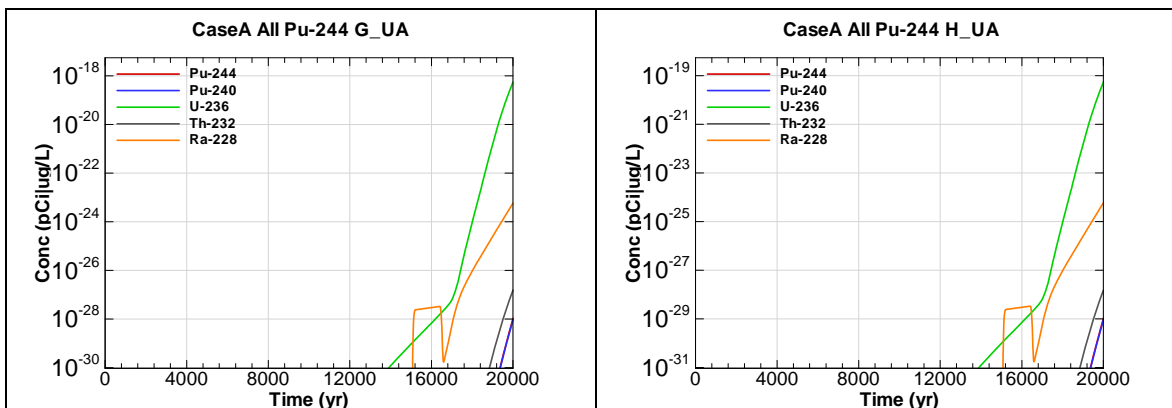 CaseA All Pu-244 G_UA
Pu-244
Pu-240
U-236
Th-232
Ra-228
10-18
10-20
10-22
10-24
10-26
10-28
10-30
Conc (pCi|ug/L)
0 4000 8000 12000 16000 20000
Time (yr)
CaseA All Pu-244 H_UA
Pu-244
Pu-240
U-236
Th-232
Ra-228
10-19
10-21
10-23
10-25
10-27
10-29
10-31
Conc (pCi|ug/L)
0 4000 8000 12000 16000 20000
Time (yr)